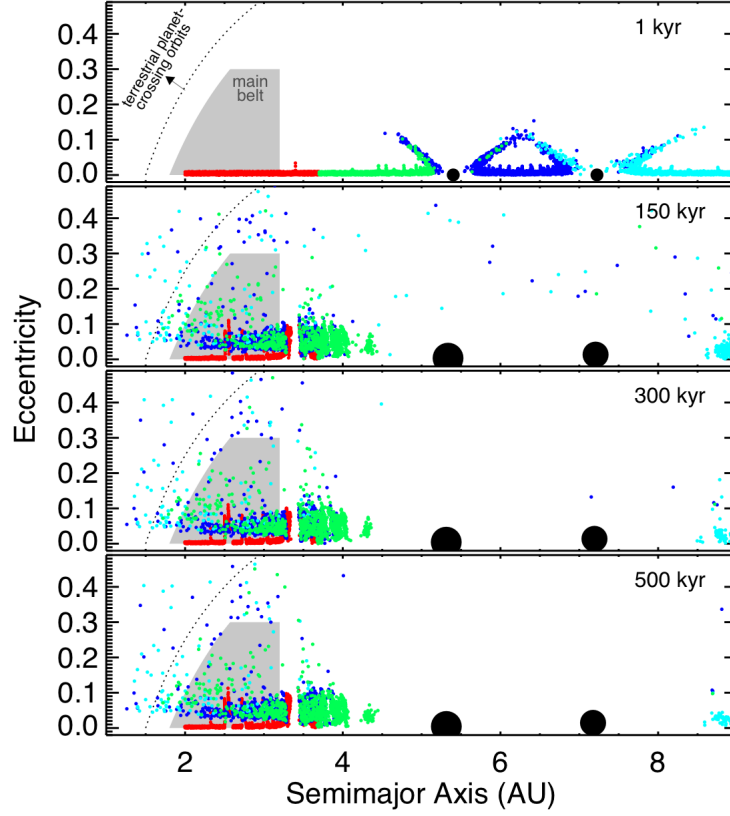 0.4
0.3
0.2
0.1
0.0
terrestrial planet-
crossing orbits
main
belt
1 kyr
0.4
0.3
0.2
0.1
0.0
150 kyr
0.4
0.3
0.2
0.1
0.0
300 kyr
0.4
0.3
0.2
0.1
0.0
500 kyr
Eccentricity
2 4 6 8
Semimajor Axis (AU)